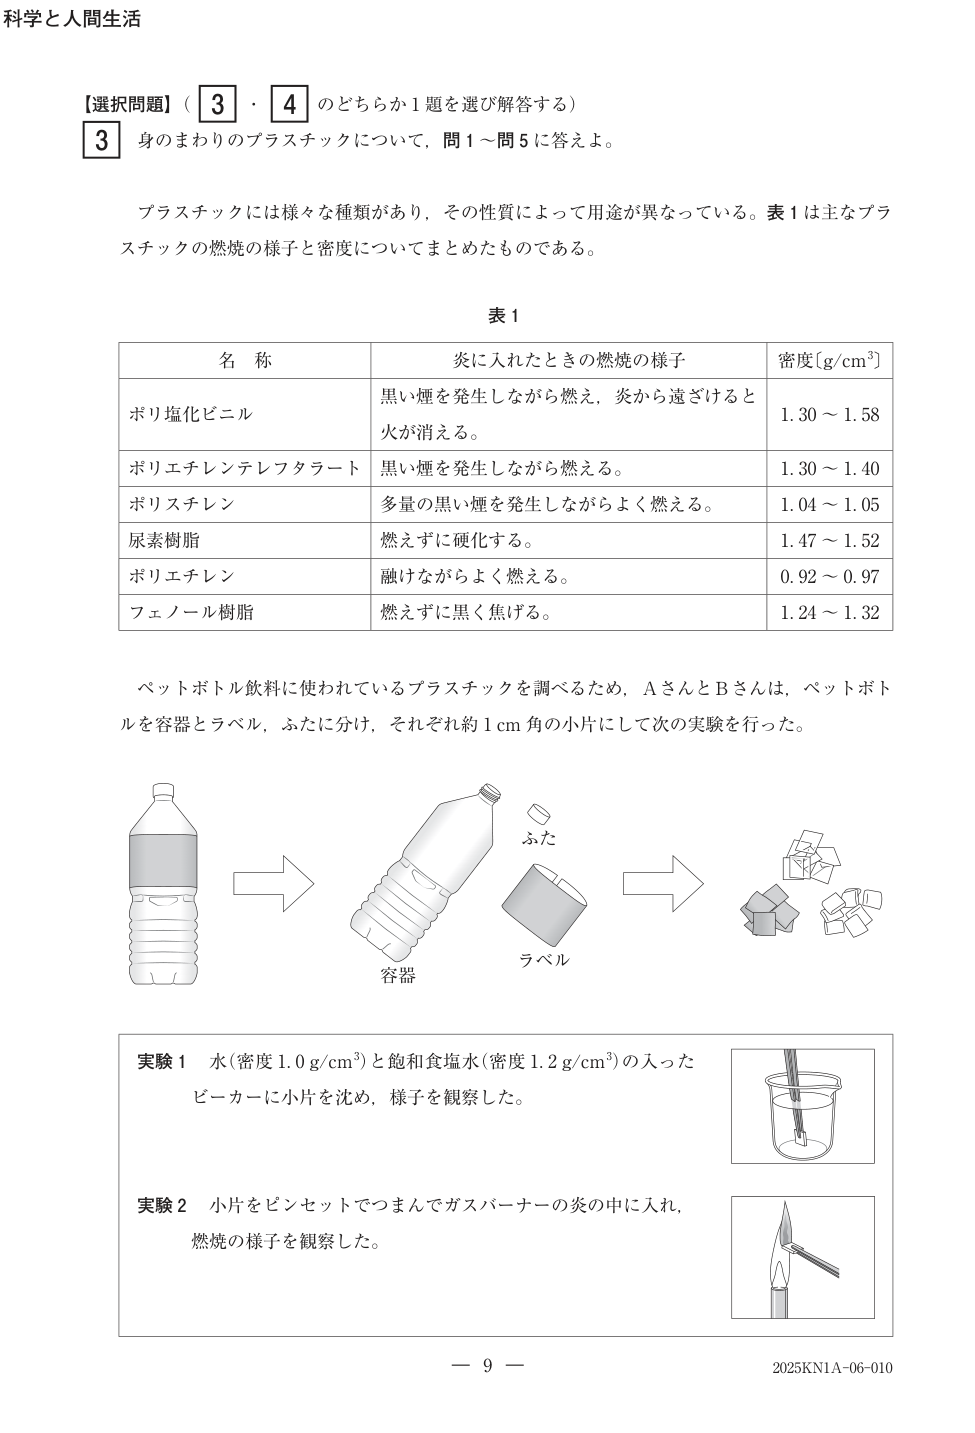 科学と人間生活
【選択問題】（ 3 ・ 4 のどちらか１題を選び解答する）
3 身のまわりのプラスチックについて，問１～問５に答えよ。
プラスチックには様々な種類があり，その性質によって用途が異なっている。表１は主なプラ
スチックの燃焼の様子と密度についてまとめたものである。
表１
名　称 炎に入れたときの燃焼の様子 密度〔g/cm³〕
ポリ塩化ビニル 黒い煙を発生しながら燃え，炎から遠ざけると 1.30 ～ 1.58
火が消える。
ポリエチレンテレフタラート 黒い煙を発生しながら燃える。 1.30 ～ 1.40
ポリスチレン 多量の黒い煙を発生しながらよく燃える。 1.04 ～ 1.05
尿素樹脂 燃えずに硬化する。 1.47 ～ 1.52
ポリエチレン 融けながらよく燃える。 0.92 ～ 0.97
フェノール樹脂 燃えずに黒く焦げる。 1.24 ～ 1.32
ペットボトル飲料に使われているプラスチックを調べるため，ＡさんとＢさんは，ペットボト
ルを容器とラベル，ふたに分け，それぞれ約１cm 角の小片にして次の実験を行った。
ふた
ラベル
容器
実験１　水（密度 1.0 g/cm³）と飽和食塩水（密度 1.2 g/cm³）の入った
ビーカーに小片を沈め，様子を観察した。
実験２　小片をピンセットでつまんでガスバーナーの炎の中に入れ，
燃焼の様子を観察した。
― 9 ―
2025KN1A-06-010